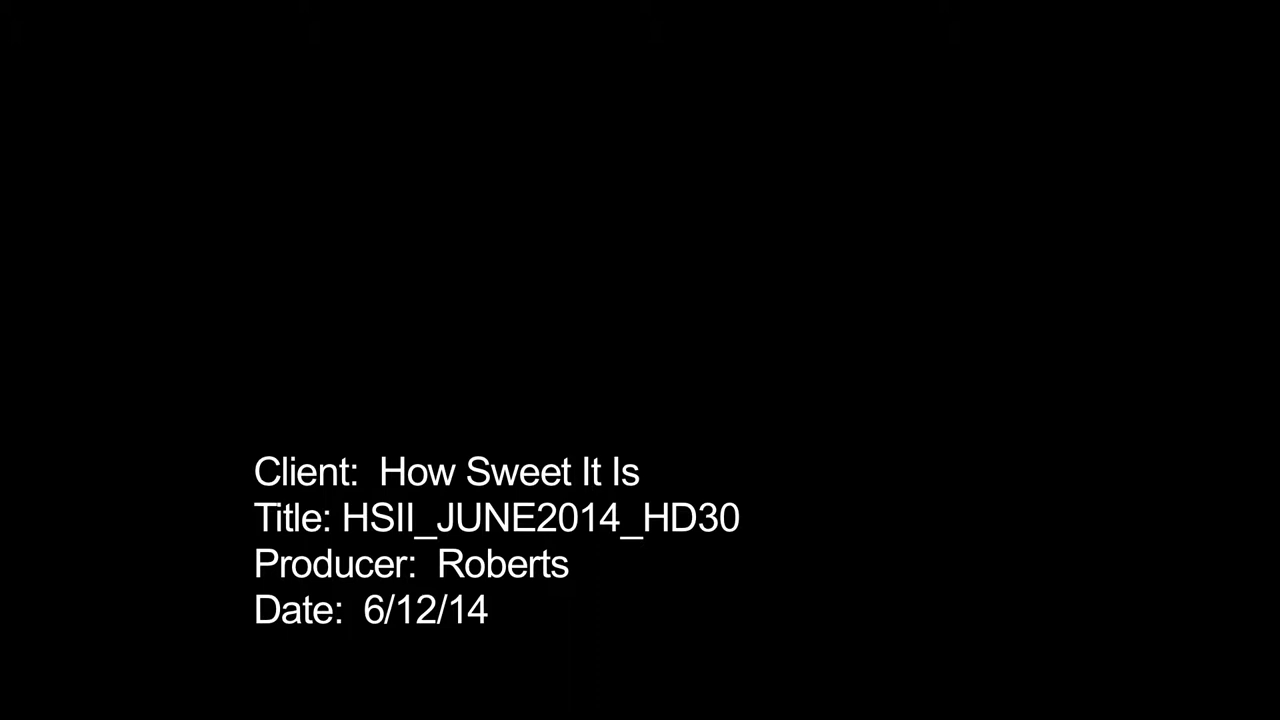 Client:  How Sweet It Is
Title: HSII_JUNE2014_HD30
Producer:  Roberts
Date:  6/12/14